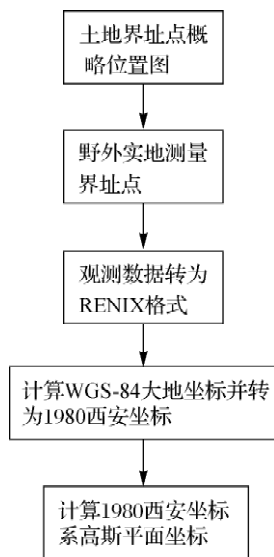 土地界址点概
略位置图
野外实地测量
界址点
观测数据转为
RENIX格式
计算WGS-84大地坐标并转
为1980西安坐标
计算1980西安坐标
系高斯平面坐标